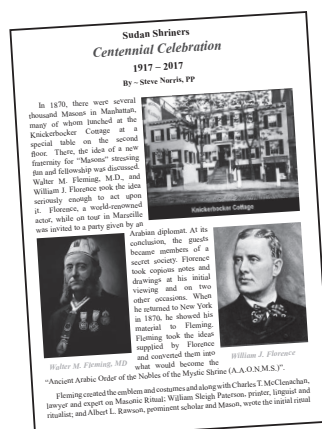 Sudan Shriners
Centennial Celebration
1917 – 2017
By ~ Steve Norris, PP
In 1870, there were several
thousand Masons in Manhattan,
many of whom lunched at the
Knickerbocker Cottage at a
special table on the second
floor. There, the idea of a new
fraternity for "Masons" stressing
fun and fellowship was discussed.
Walter M. Fleming, M.D., and
William J. Florence took the idea
seriously enough to act upon
it. Florence, a world-renowned
actor, while on tour in Marseille
was invited to a party given by an
Knickerbocker Cottage
Arabian diplomat. At its
conclusion, the guests
became members of a
secret society. Florence
took copious notes and
drawings at his initial
viewing and on two
other occasions. When
he returned to New York
in 1870, he showed his
material to Fleming.
Fleming took the ideas
supplied by Florence
and converted them into
what would become the
Walter M. Fleming, MD
William J. Florence
"Ancient Arabic Order of the Nobles of the Mystic Shrine (A.A.O.N.M.S.)".
Fleming created the emblem and costumes and along with Charles T. McClenachan,
lawyer and expert on Masonic Ritual; William Sleigh Paterson, printer, linguist and
ritualist; and Albert L. Rawson, prominent scholar and Mason, wrote the initial ritual